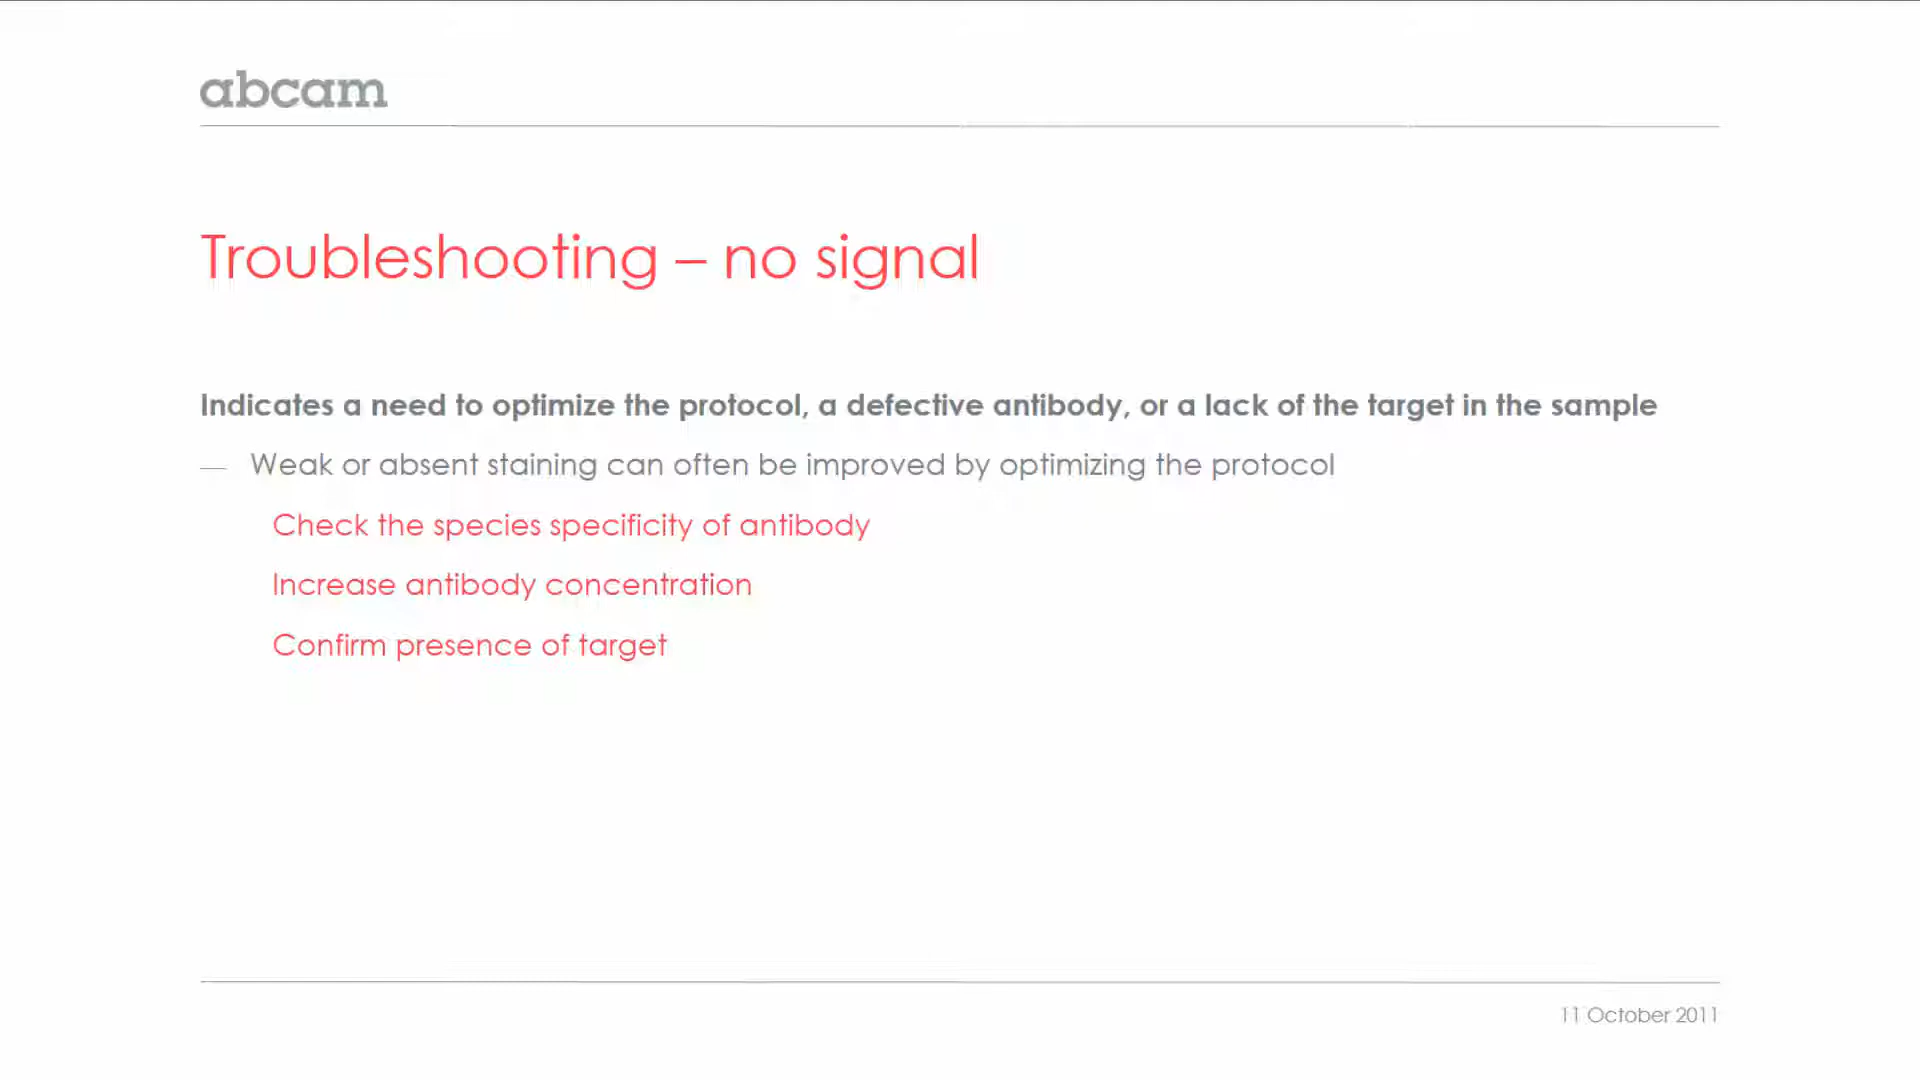 abcam
Troubleshooting – no signal
Indicates a need to optimize the protocol, a defective antibody, or a lack of the target in the sample
— Weak or absent staining can often be improved by optimizing the protocol
Check the species specificity of antibody
Increase antibody concentration
Confirm presence of target
11 October 2011